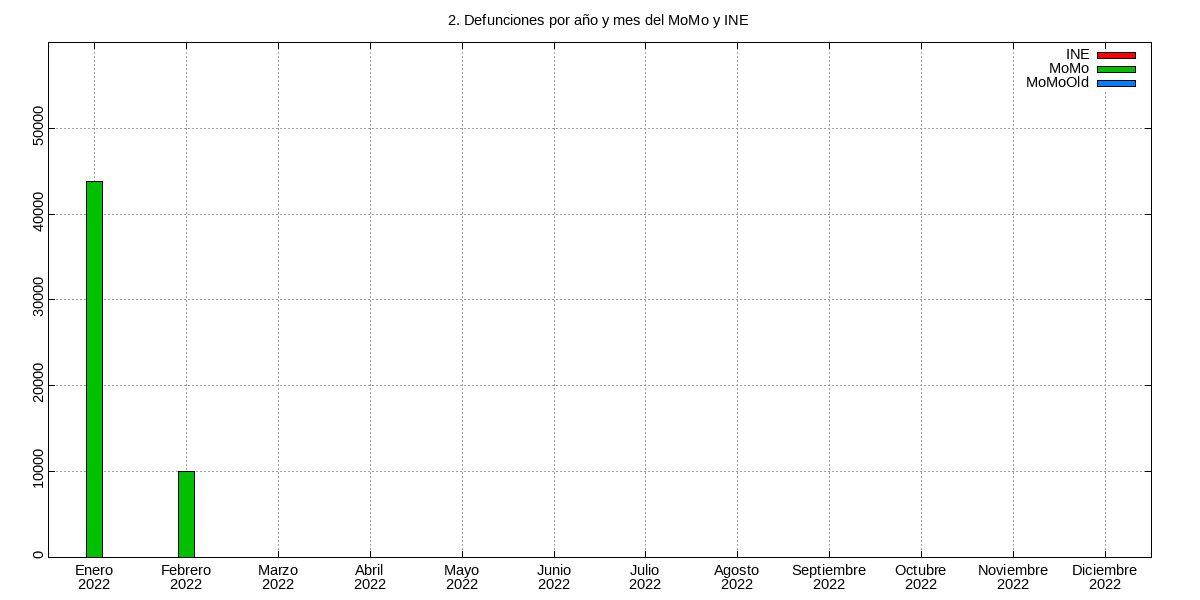 2. Defunciones por año y mes del MoMo y INE
INE
MoMo
MoMoOld
50000
40000
30000
20000
10000
0
Enero Febrero Marzo Abril Mayo Junio Julio Agosto Septiembre Octubre Noviembre Diciembre
2022 2022 2022 2022 2022 2022 2022 2022 2022 2022 2022 2022